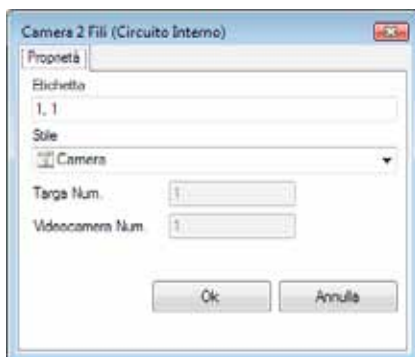 Camera 2 Fili (Circuito Interno)
Proprietà
Etichetta
1, 1
Stile
Camera
Targa Num.
1
Videocamera Num.
1
Ok
Annulla